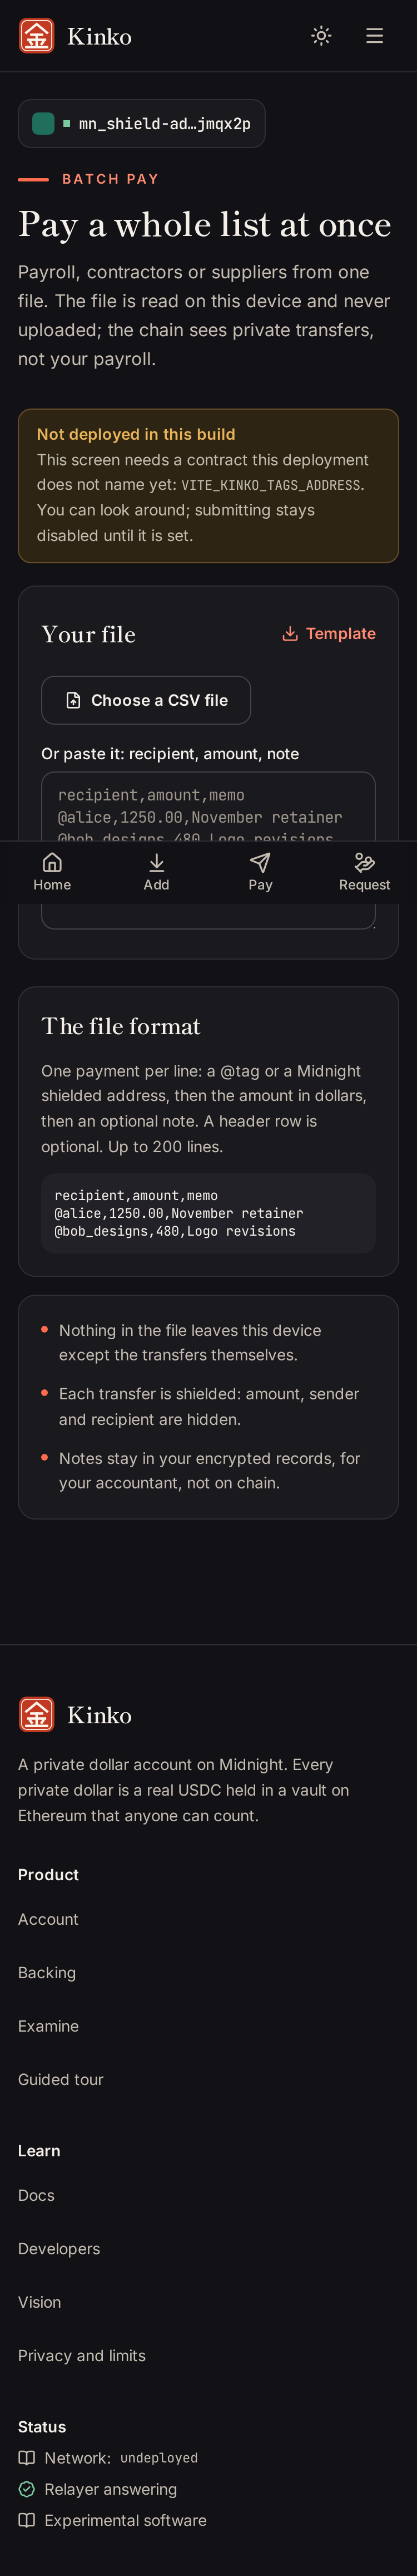 金 Kinko
mn_shield-ad…jmqx2p
BATCH PAY
Pay a whole list at once
Payroll, contractors or suppliers from one
file. The file is read on this device and never
uploaded; the chain sees private transfers,
not your payroll.
Not deployed in this build
This screen needs a contract this deployment
does not name yet: VITE_KINKO_TAGS_ADDRESS.
You can look around; submitting stays
disabled until it is set.
Your file
Template
Choose a CSV file
Or paste it: recipient, amount, note
recipient,amount,memo
@alice,1250.00,November retainer
@bob_designs,480,Logo revisions
Home Add Pay Request
The file format
One payment per line: a @tag or a Midnight
shielded address, then the amount in dollars,
then an optional note. A header row is
optional. Up to 200 lines.
recipient,amount,memo
@alice,1250.00,November retainer
@bob_designs,480,Logo revisions
Nothing in the file leaves this device
except the transfers themselves.
Each transfer is shielded: amount, sender
and recipient are hidden.
Notes stay in your encrypted records, for
your accountant, not on chain.
金 Kinko
A private dollar account on Midnight. Every
private dollar is a real USDC held in a vault on
Ethereum that anyone can count.
Product
Account
Backing
Examine
Guided tour
Learn
Docs
Developers
Vision
Privacy and limits
Status
Network: undeployed
Relayer answering
Experimental software